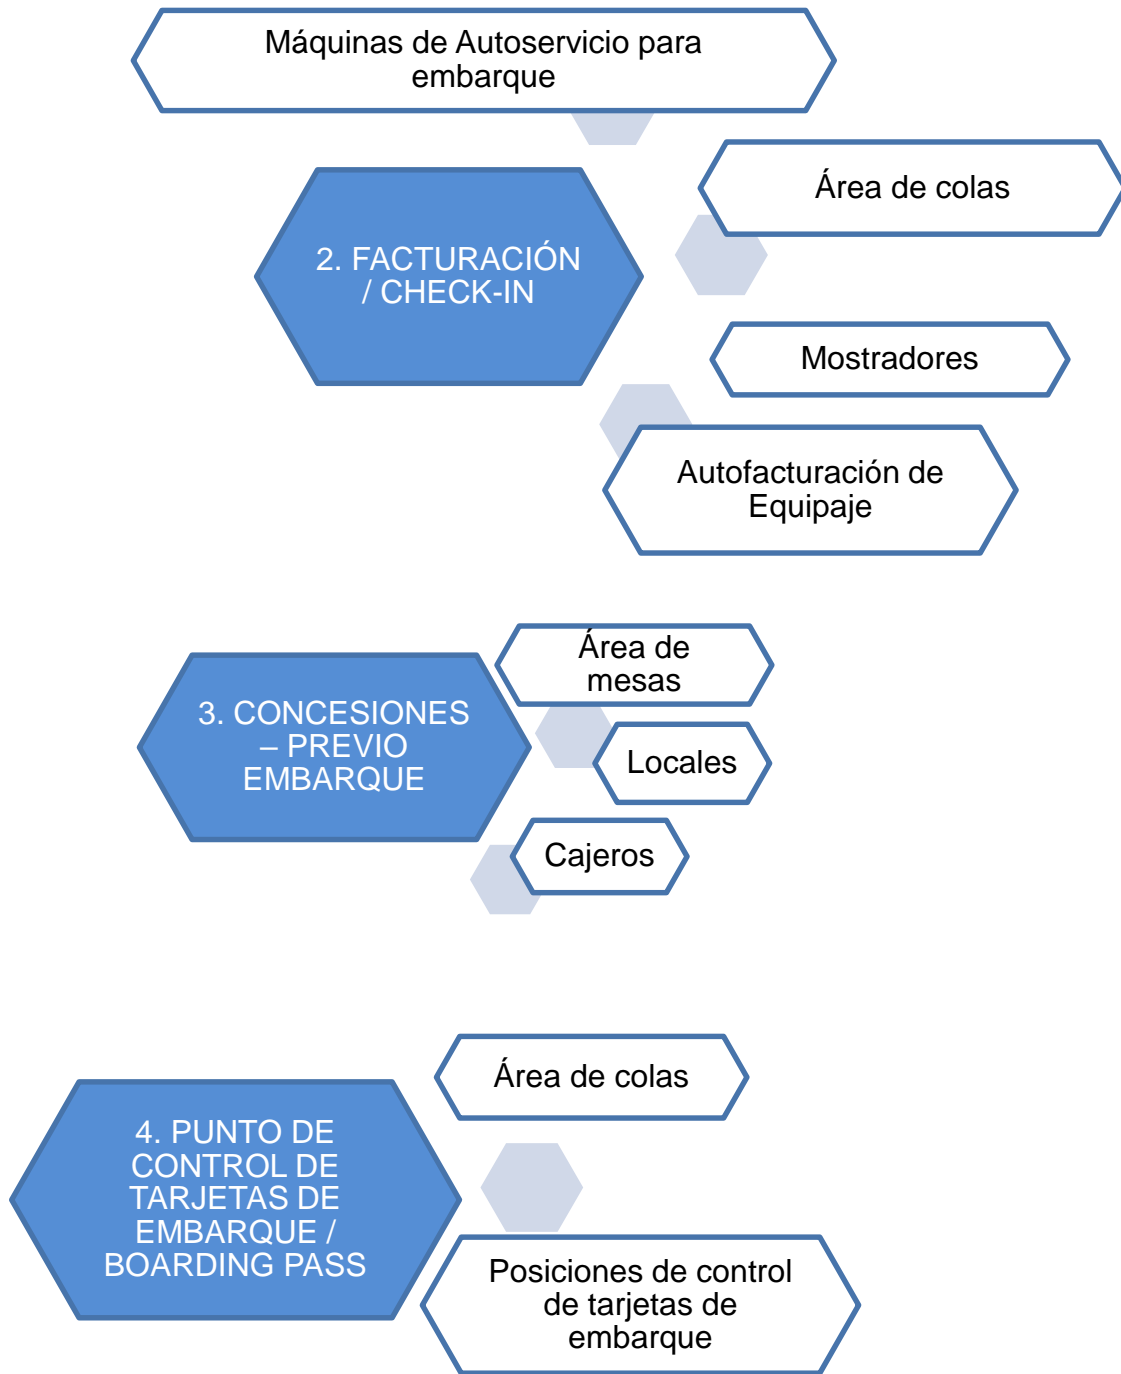 Máquinas de Autoservicio para
embarque
Área de colas
2. FACTURACIÓN
/ CHECK-IN
Mostradores
Autofacturación de
Equipaje
Área de
mesas
3. CONCESIONES
– PREVIO
EMBARQUE
Locales
Cajeros
Área de colas
4. PUNTO DE
CONTROL DE
TARJETAS DE
EMBARQUE /
BOARDING PASS
Posiciones de control
de tarjetas de
embarque